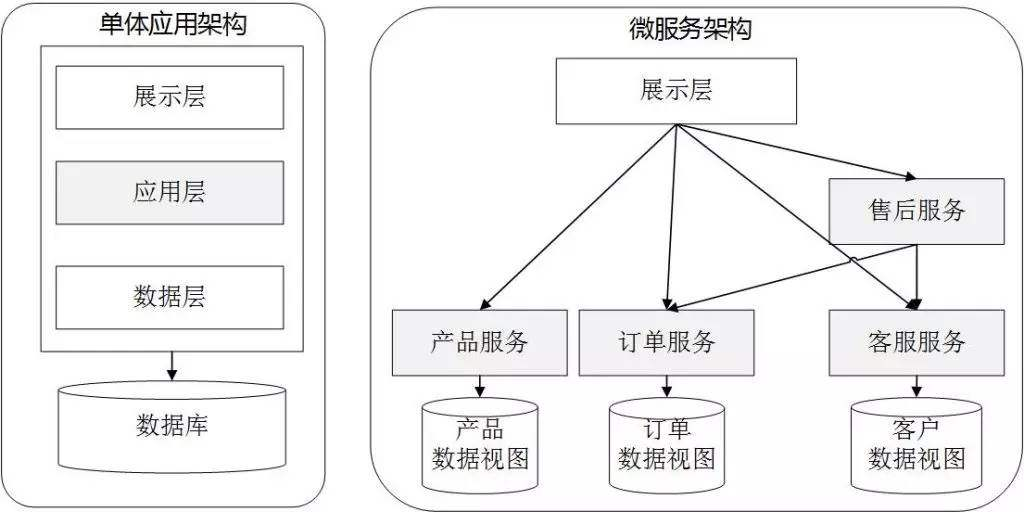 单体应用架构
展示层
应用层
数据层
数据库
微服务架构
展示层
售后服务
产品服务
订单服务
客服服务
产品
数据视图
订单
数据视图
客户
数据视图